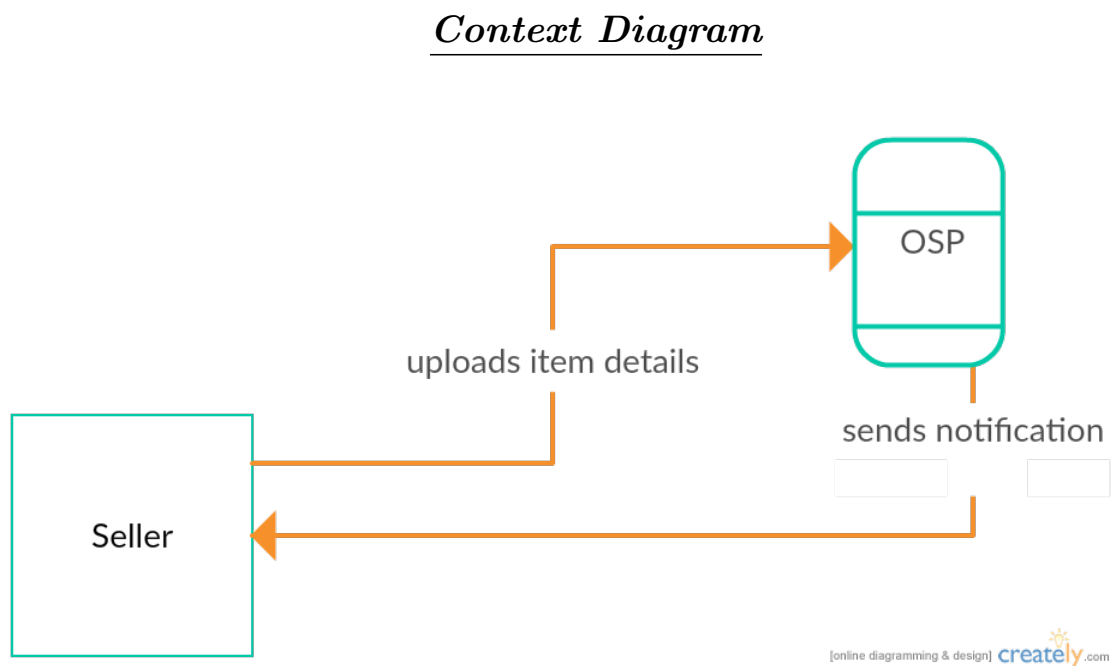 Context Diagram
OSP
uploads item details
sends notification
Seller
[online diagramming & design] creately.com